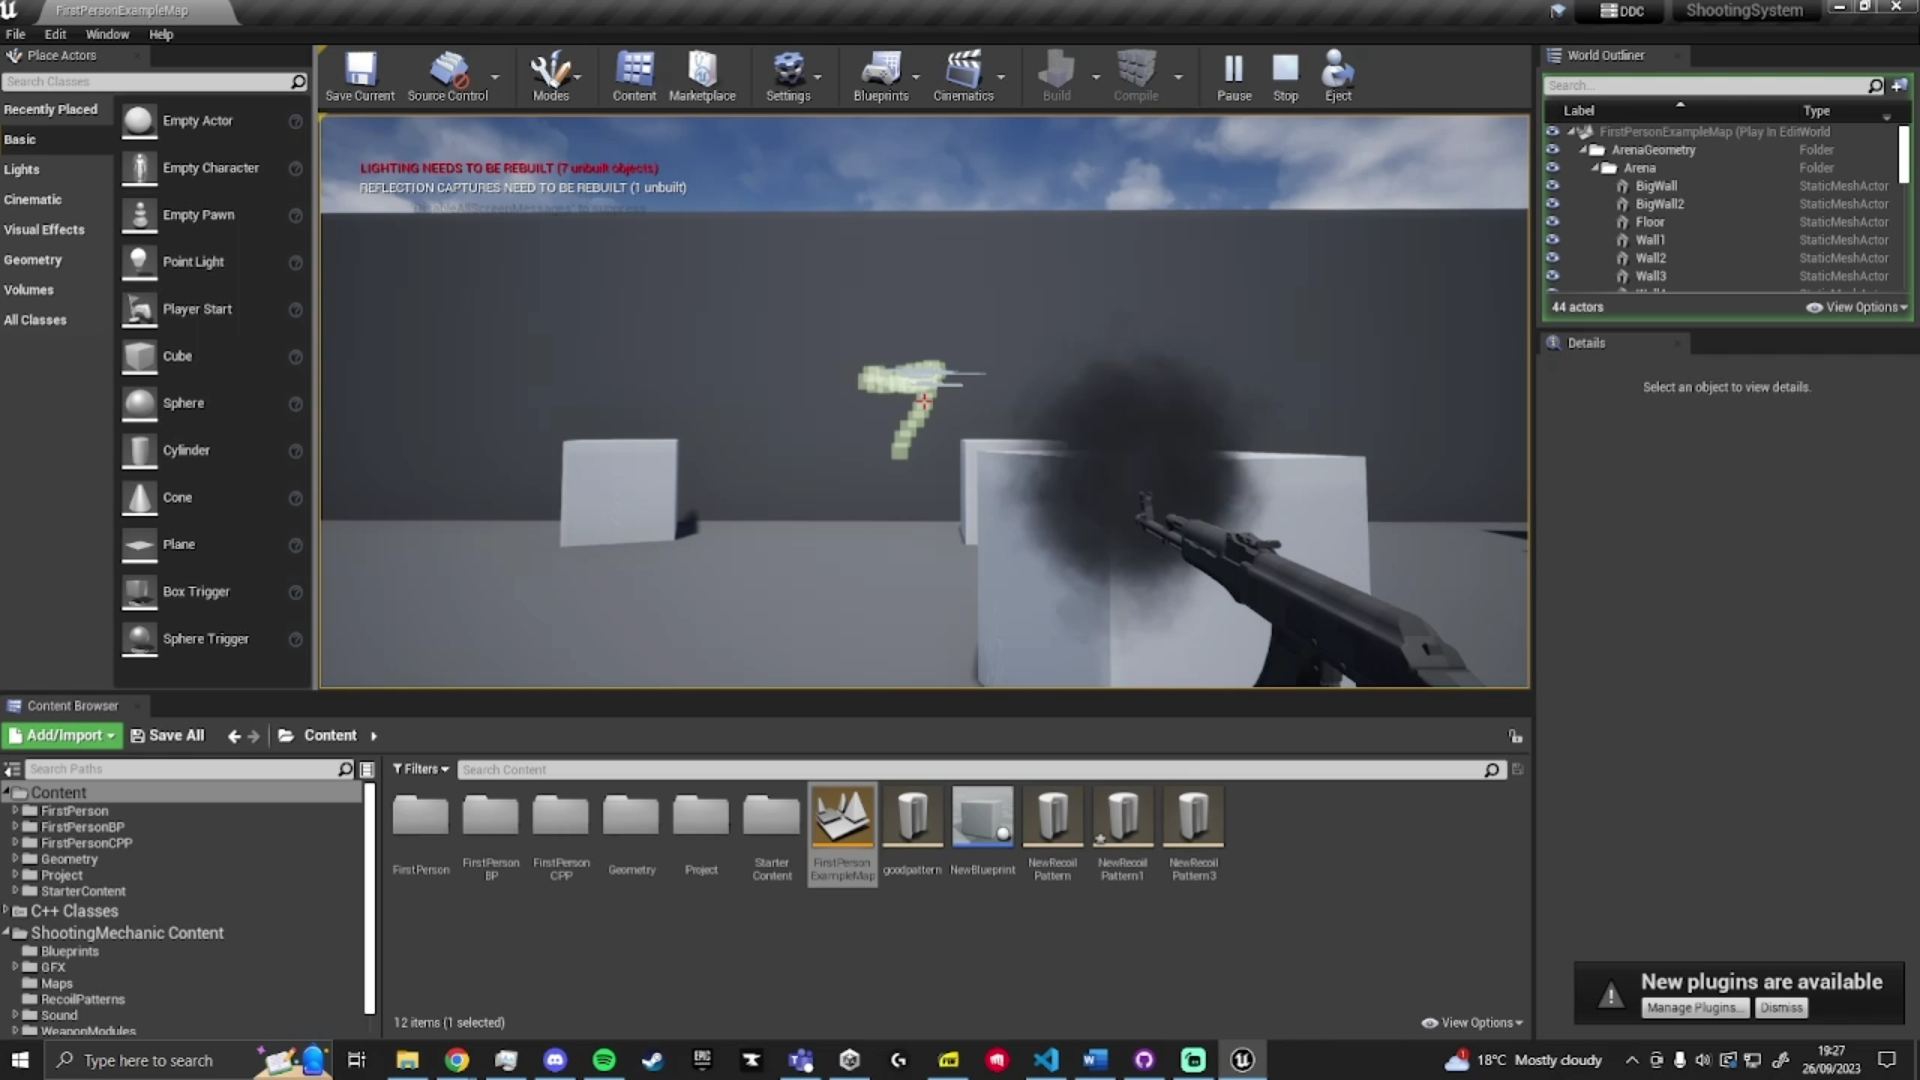 FirstPersonExampleMap
DDC
ShootingSystem
File Edit Window Help
Place Actors
Search Classes
Recently Placed
Basic
Lights
Cinematic
Visual Effects
Geometry
Volumes
All Classes
Empty Actor
Empty Character
Empty Pawn
Point Light
Player Start
Cube
Sphere
Cylinder
Cone
Plane
Box Trigger
Sphere Trigger
Save Current
Source Control
Modes
Content
Marketplace
Settings
Blueprints
Cinematics
Build
Compile
Pause
Stop
Eject
LIGHTING NEEDS TO BE REBUILT (7 unbuilt objects)
REFLECTION CAPTURES NEED TO BE REBUILT (1 unbuilt)
'DisableAllScreenMessages' to suppress
World Outliner
Search...
Label Type
FirstPersonExampleMap (Play In Edit World
ArenaGeometry Folder
Arena Folder
BigWall StaticMeshActor
BigWall2 StaticMeshActor
Floor StaticMeshActor
Wall1 StaticMeshActor
Wall2 StaticMeshActor
Wall3 StaticMeshActor
44 actors
View Options
Details
Select an object to view details.
Content Browser
Add/Import
Save All
Content
Search Paths
Content
FirstPerson
FirstPersonBP
FirstPersonCPP
Geometry
Project
StarterContent
C++ Classes
ShootingMechanic Content
Blueprints
GFX
Maps
RecoilPatterns
Sound
WeaponModules
Filters
Search Content
FirstPerson
FirstPerson
BP
FirstPerson
CPP
Geometry
Project
Starter
Content
FirstPerson
ExampleMap
goodpattern
NewBlueprint
NewRecoil
Pattern
NewRecoil
Pattern1
NewRecoil
Pattern3
12 items (1 selected)
View Options
New plugins are available
Manage Plugins...
Dismiss
Type here to search
EPIC
18°C Mostly cloudy
19:27
26/09/2023